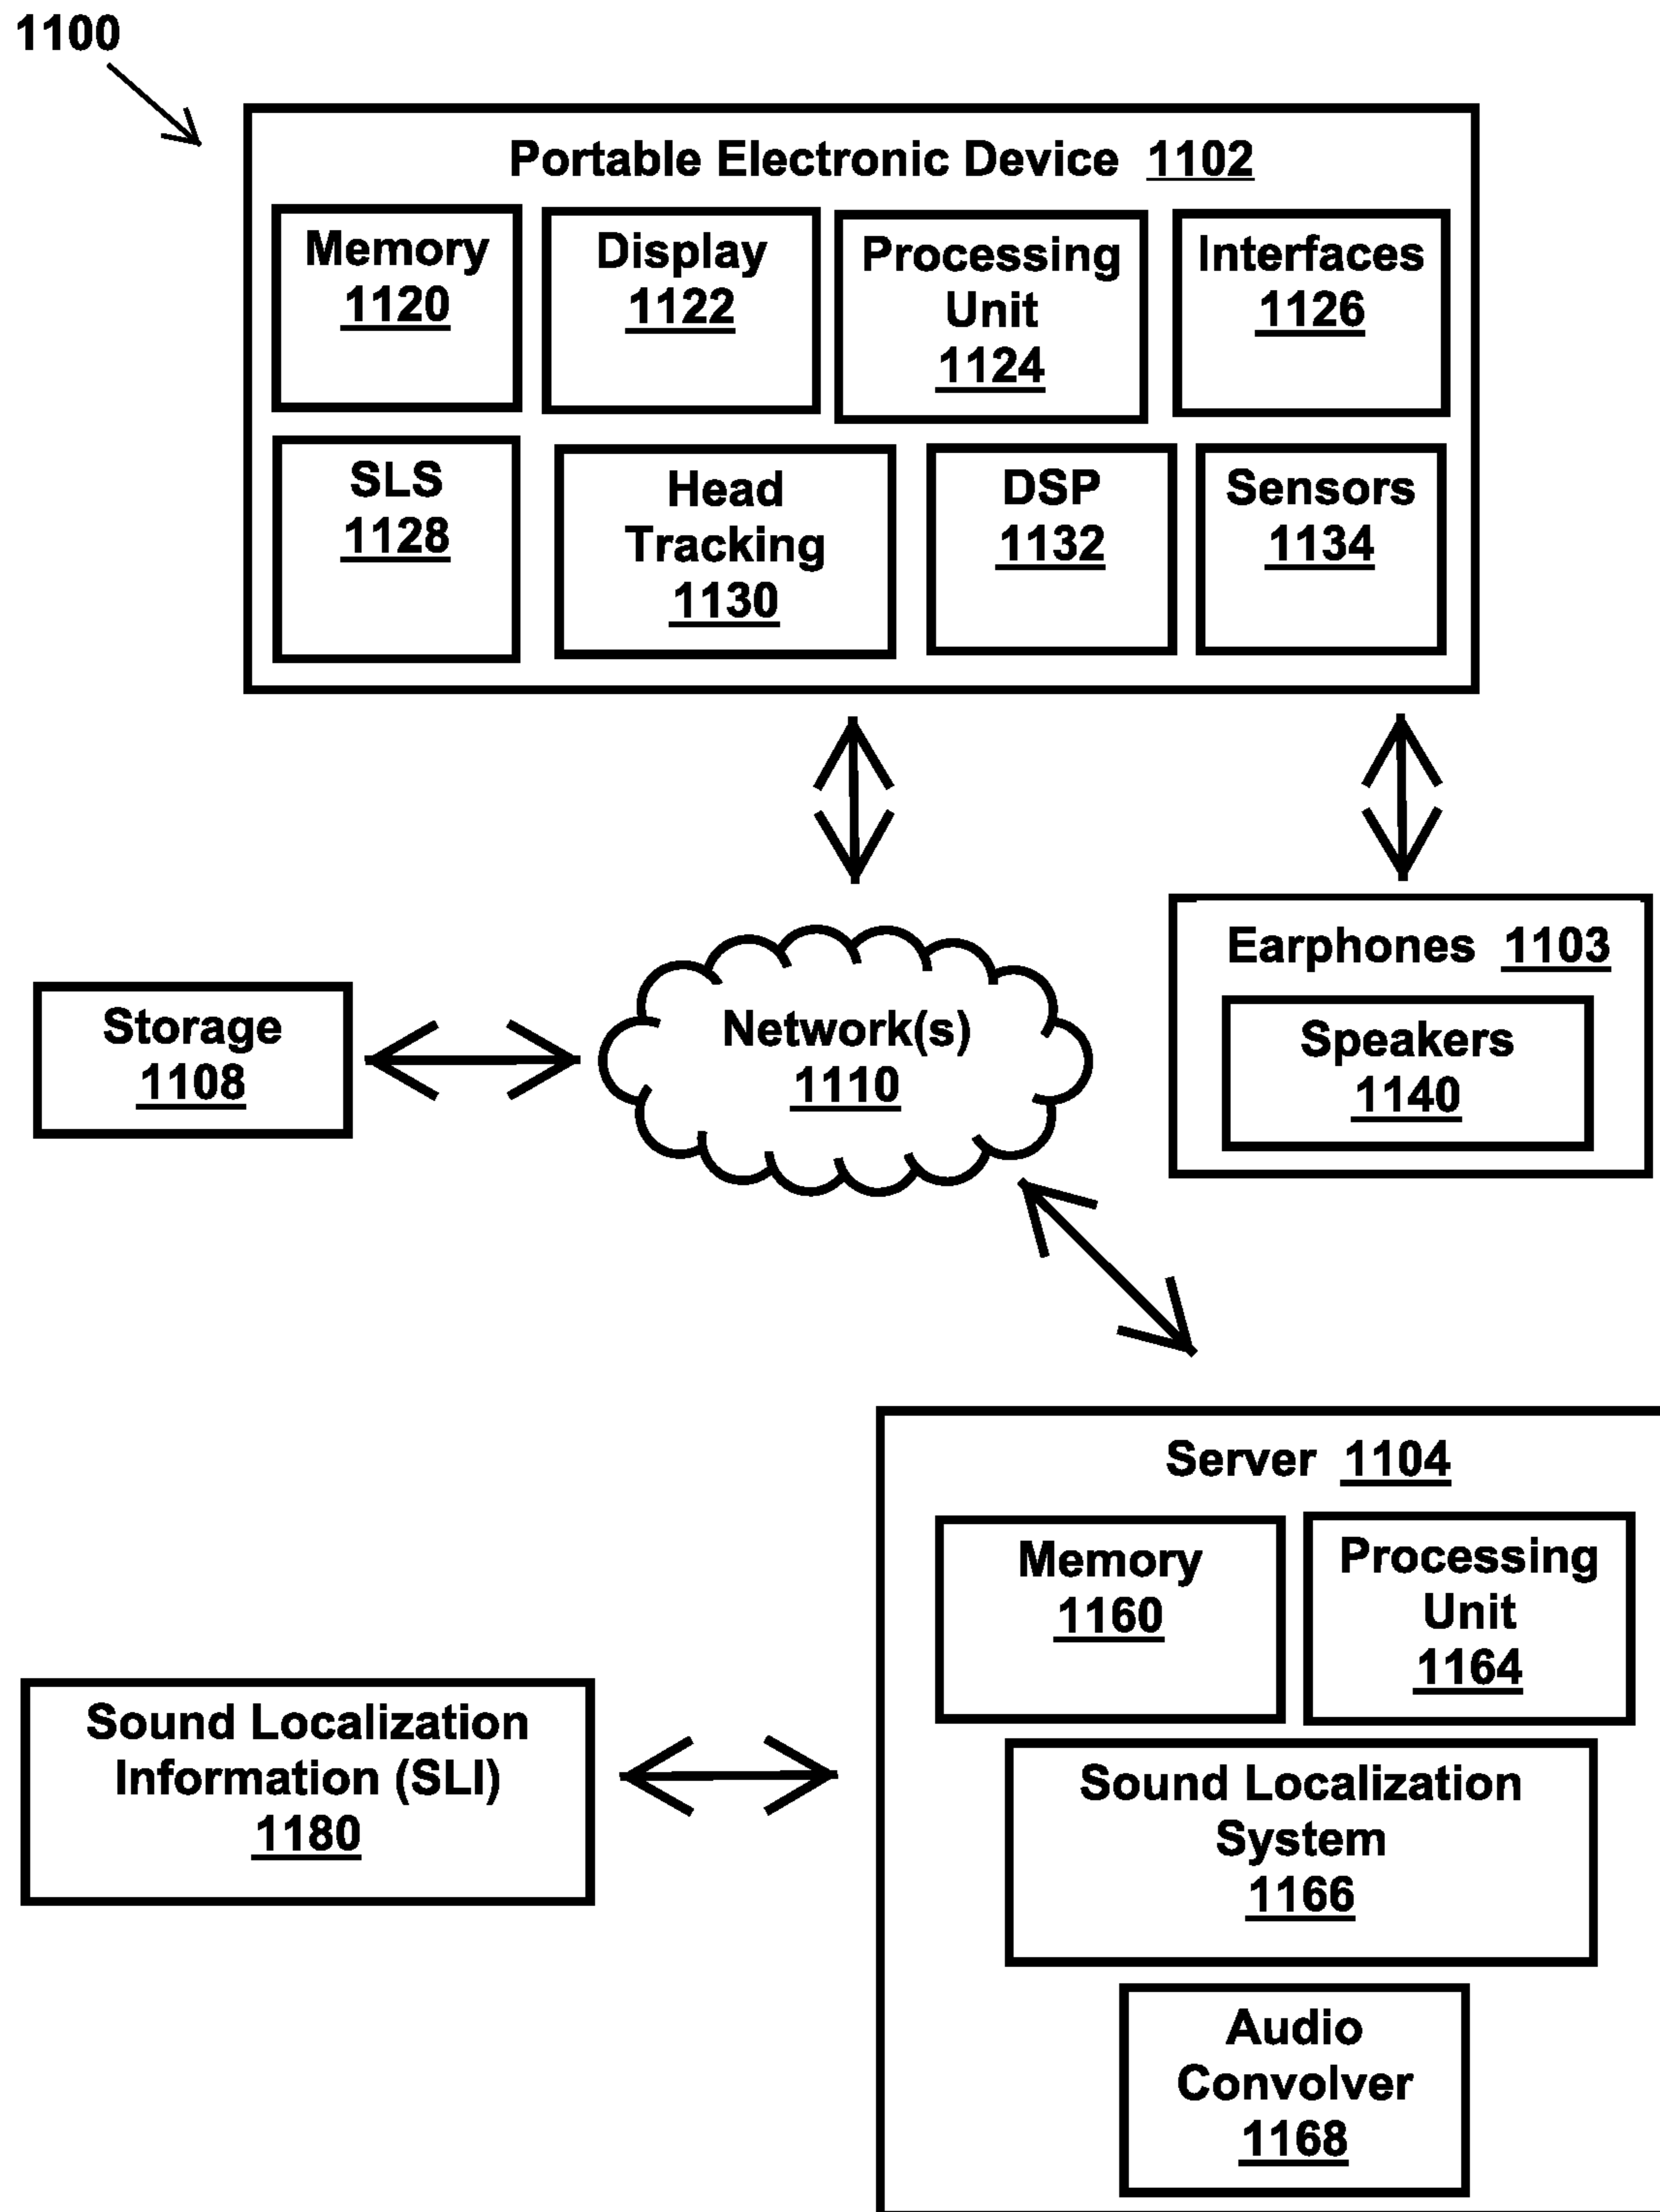 1100
Portable Electronic Device 1102
Memory
1120
Display
1122
Processing
Unit
1124
Interfaces
1126
SLS
1128
Head
Tracking
1130
DSP
1132
Sensors
1134
Earphones 1103
Speakers
1140
Storage
1108
Network(s)
1110
Server 1104
Memory
1160
Processing
Unit
1164
Sound Localization
System
1166
Audio
Convolver
1168
Sound Localization
Information (SLI)
1180